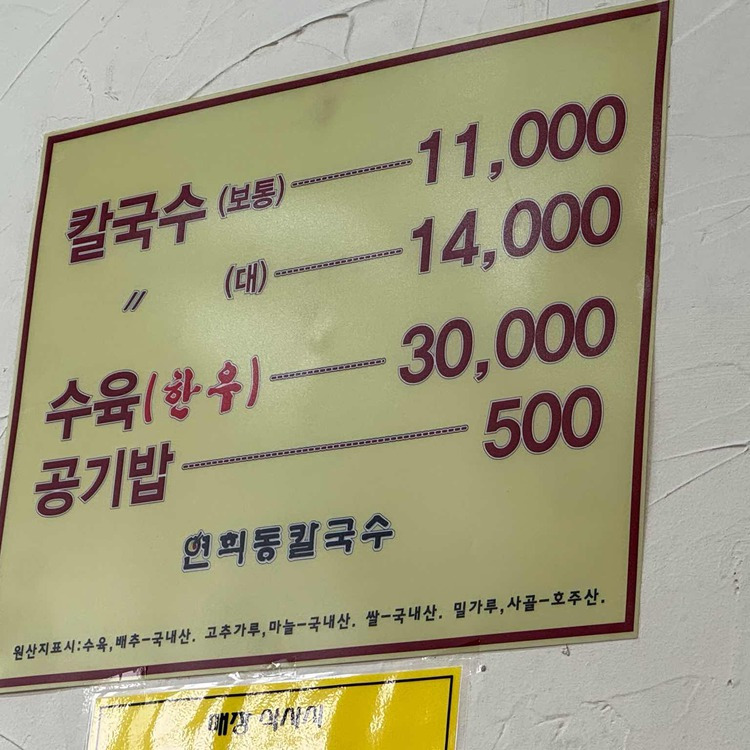 칼국수 (보통) 11,000
〃 (대) 14,000
수육(한우) 30,000
공기밥 500
연희동칼국수
원산지표시:수육,배추-국내산. 고추가루,마늘-국내산. 쌀-국내산. 밀가루,사골-호주산.